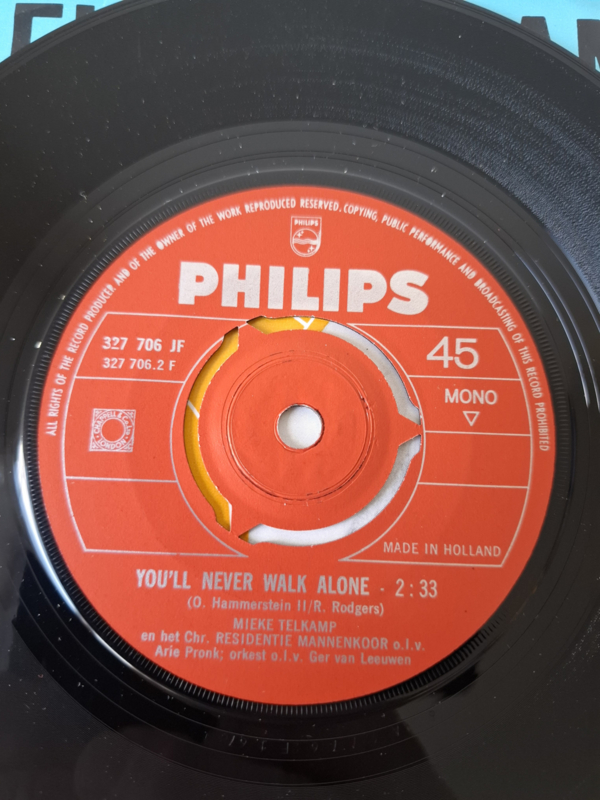 ALL RIGHTS OF THE RECORD PRODUCER AND OF THE OWNER OF THE WORK REPRODUCED RESERVED. COPYING, PUBLIC PERFORMANCE AND BROADCASTING OF THIS RECORD PROHIBITED
PHILIPS
PHILIPS
327 706 JF
327 706.2 F
45
MONO
MADE IN HOLLAND
YOU'LL NEVER WALK ALONE - 2:33
(O. Hammerstein II/R. Rodgers)
MIEKE TELKAMP
en het Chr. RESIDENTIE MANNENKOOR o.l.v.
Arie Pronk; orkest o.l.v. Ger van Leeuwen